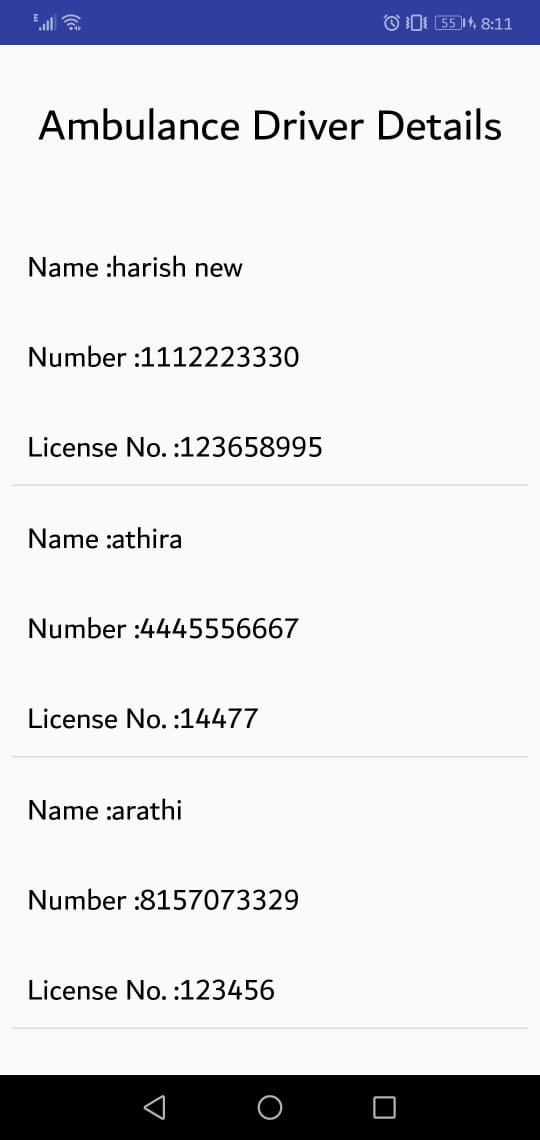 E 55 8:11
Ambulance Driver Details
Name :harish new
Number :1112223330
License No. :123658995
Name :athira
Number :4445556667
License No. :14477
Name :arathi
Number :8157073329
License No. :123456